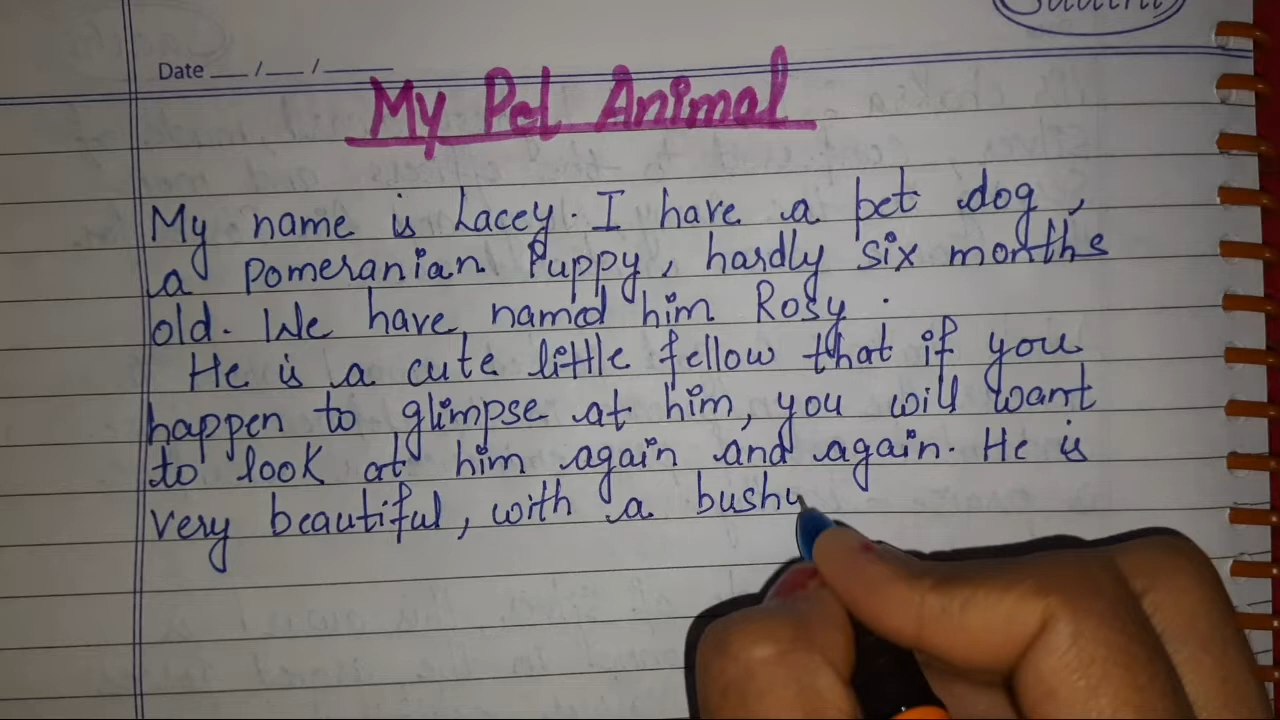 Date __/__/____
My Pet Animal
My name is Lacey. I have a pet dog,
a Pomeranian Puppy, hardly six months
old. We have named him Rosy.
He is a cute little fellow that if you
happen to glimpse at him, you will want
to look at him again and again. He is
very beautiful, with a bushy